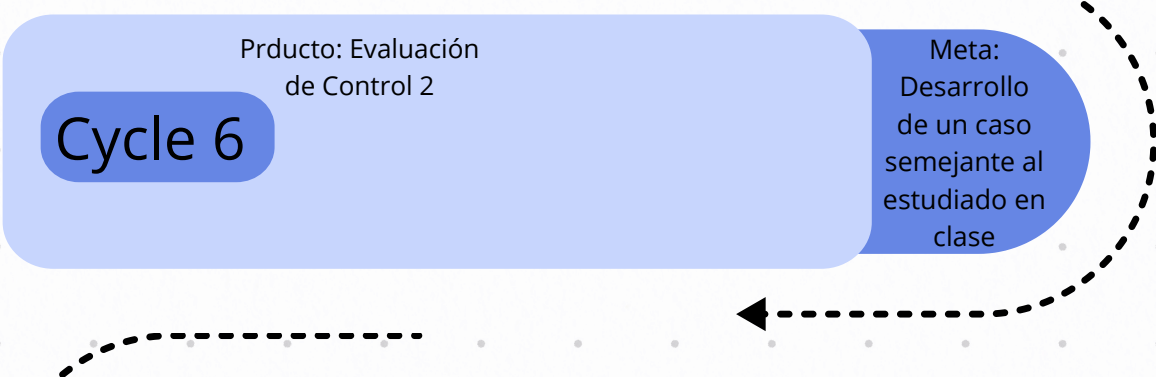 Prducto: Evaluación
de Control 2
Cycle 6
Meta:
Desarrollo
de un caso
semejante al
estudiado en
clase